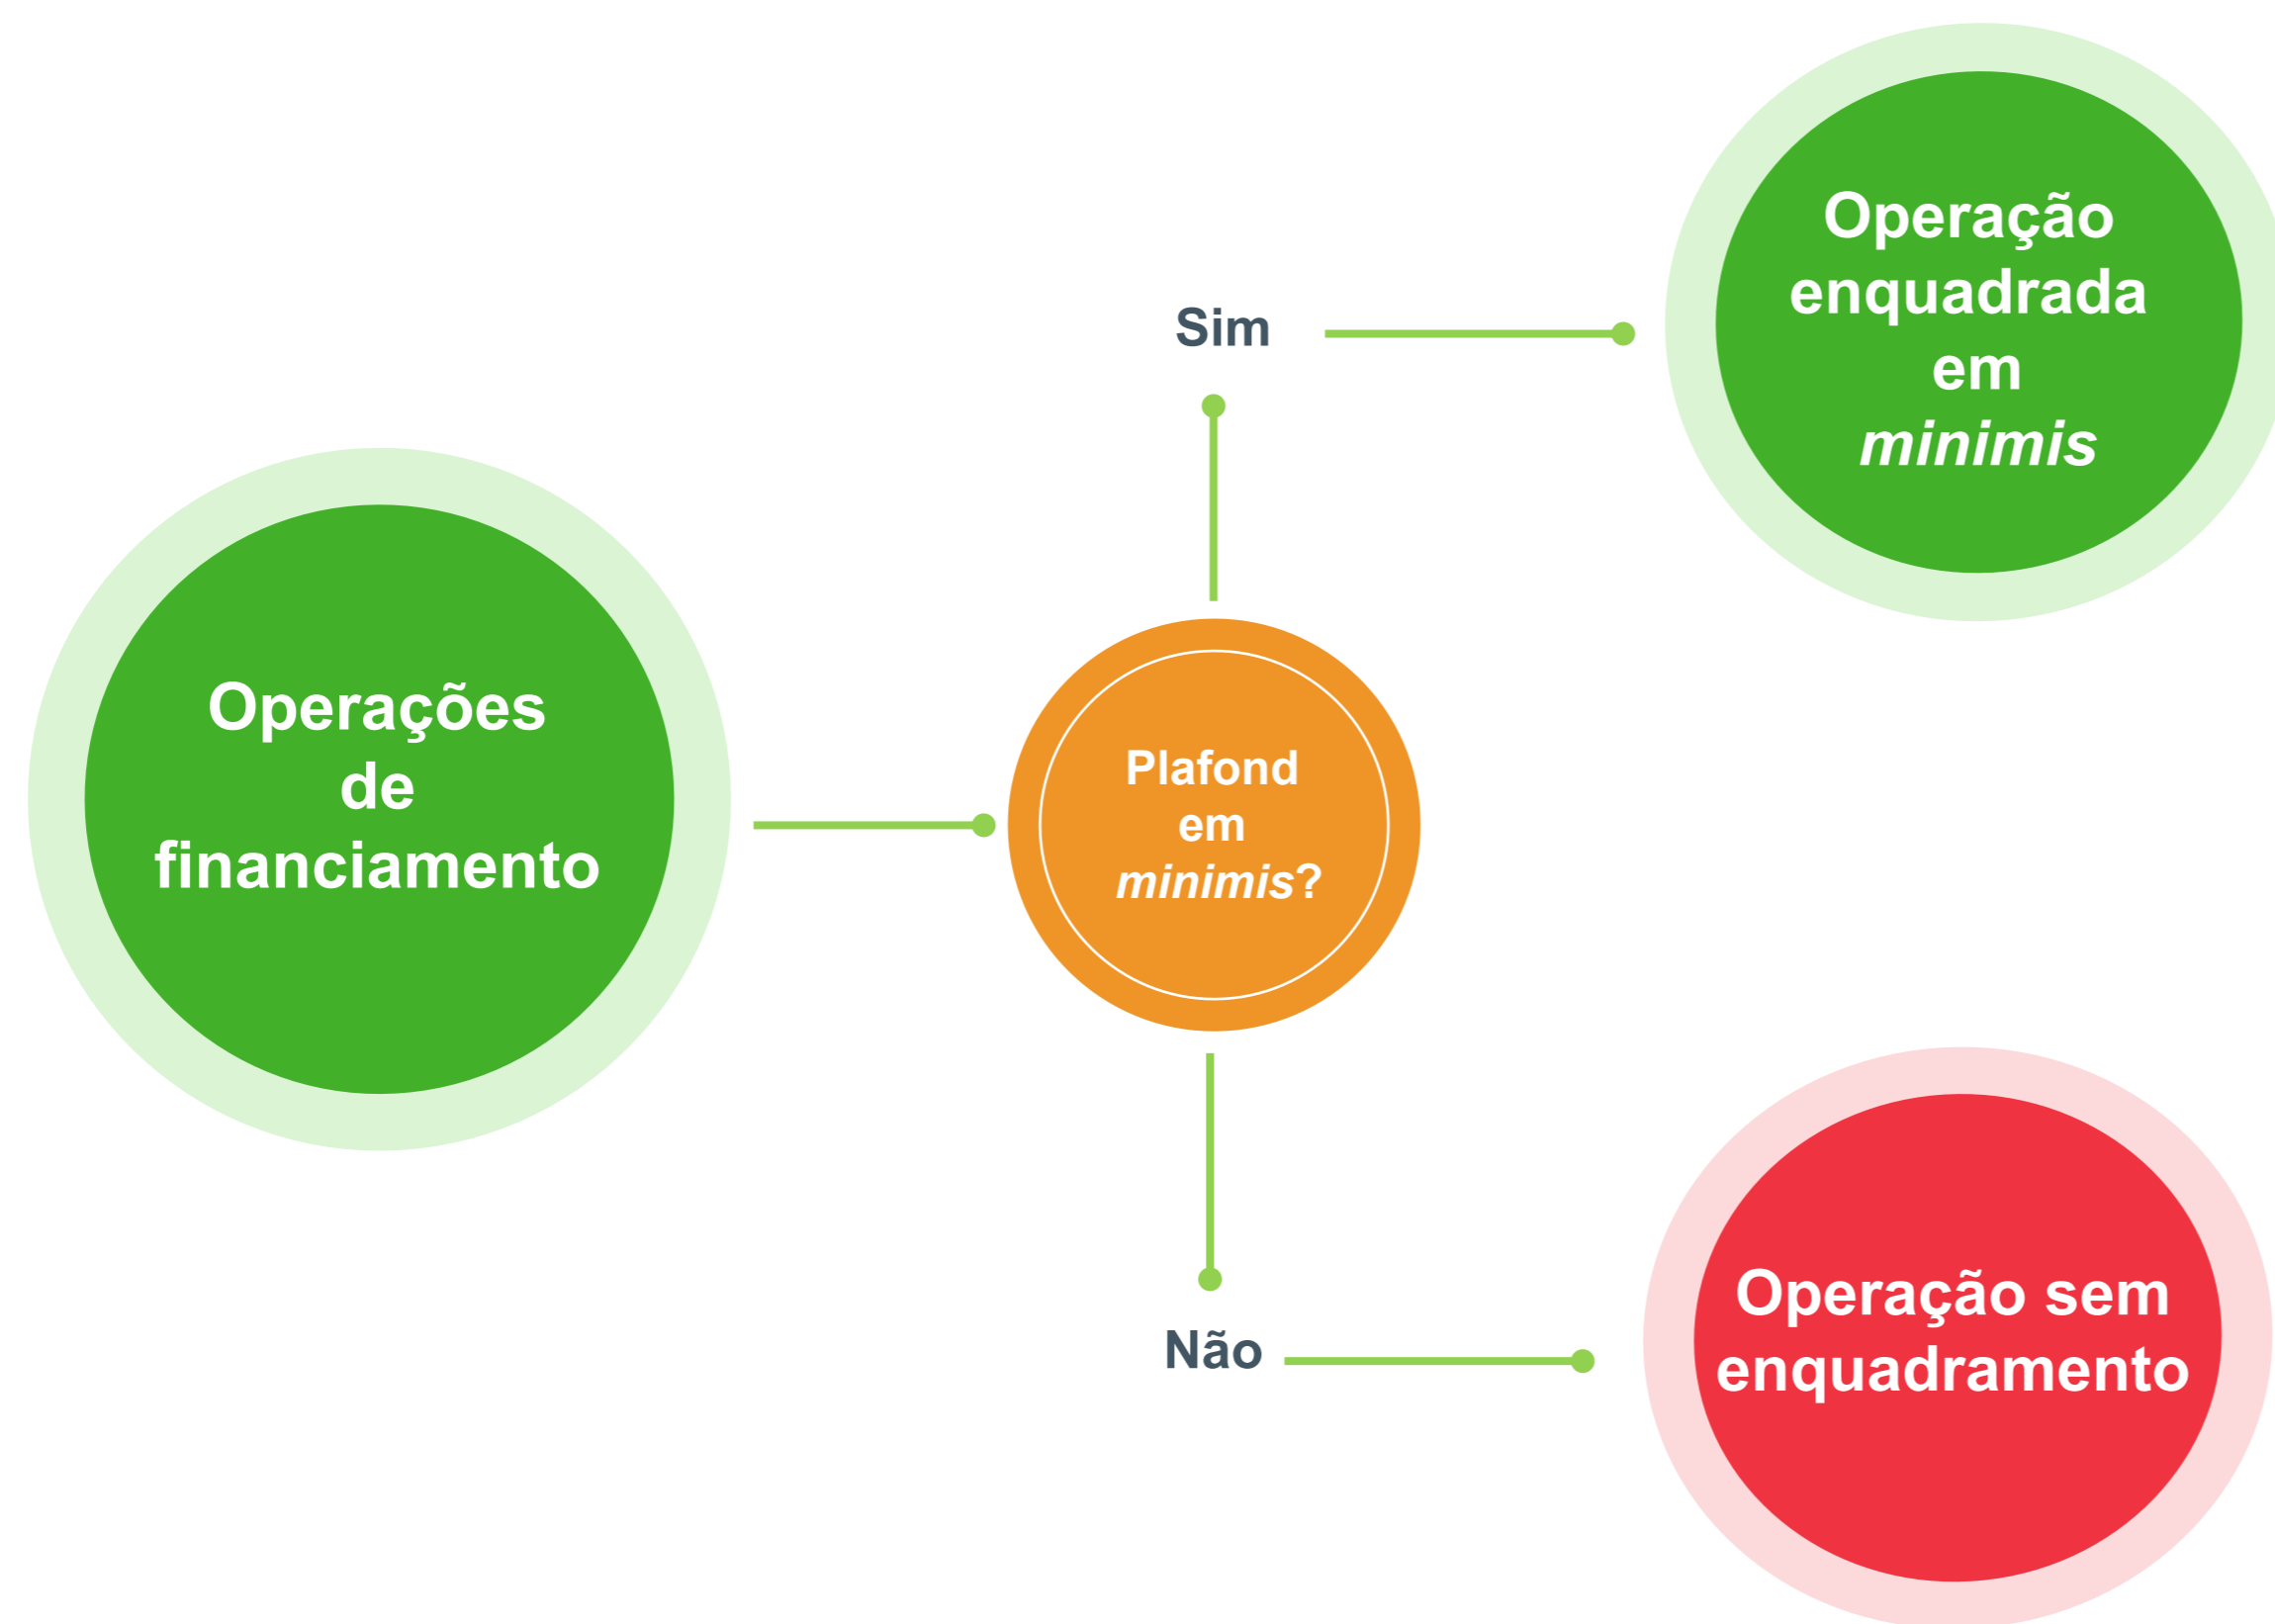 Operações
de
financiamento
Plafond
em
minimis?
Sim
Operação
enquadrada
em
minimis
Não
Operação sem
enquadramento